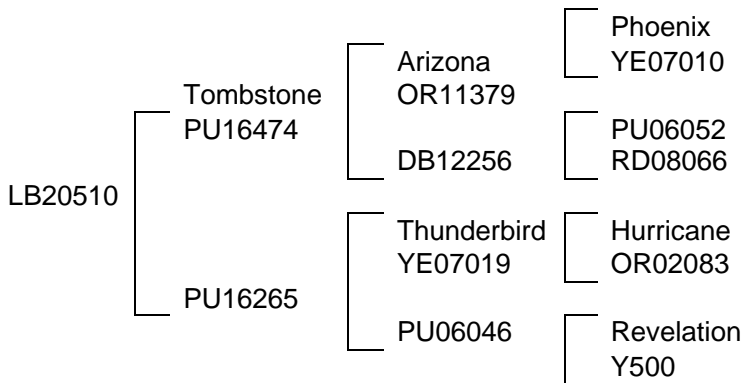 Phoenix
YE07010
Arizona
OR11379
Tombstone
PU16474
PU06052
RD08066
DB12256
LB20510
Thunderbird
YE07019
Hurricane
OR02083
PU16265
PU06046
Revelation
Y500